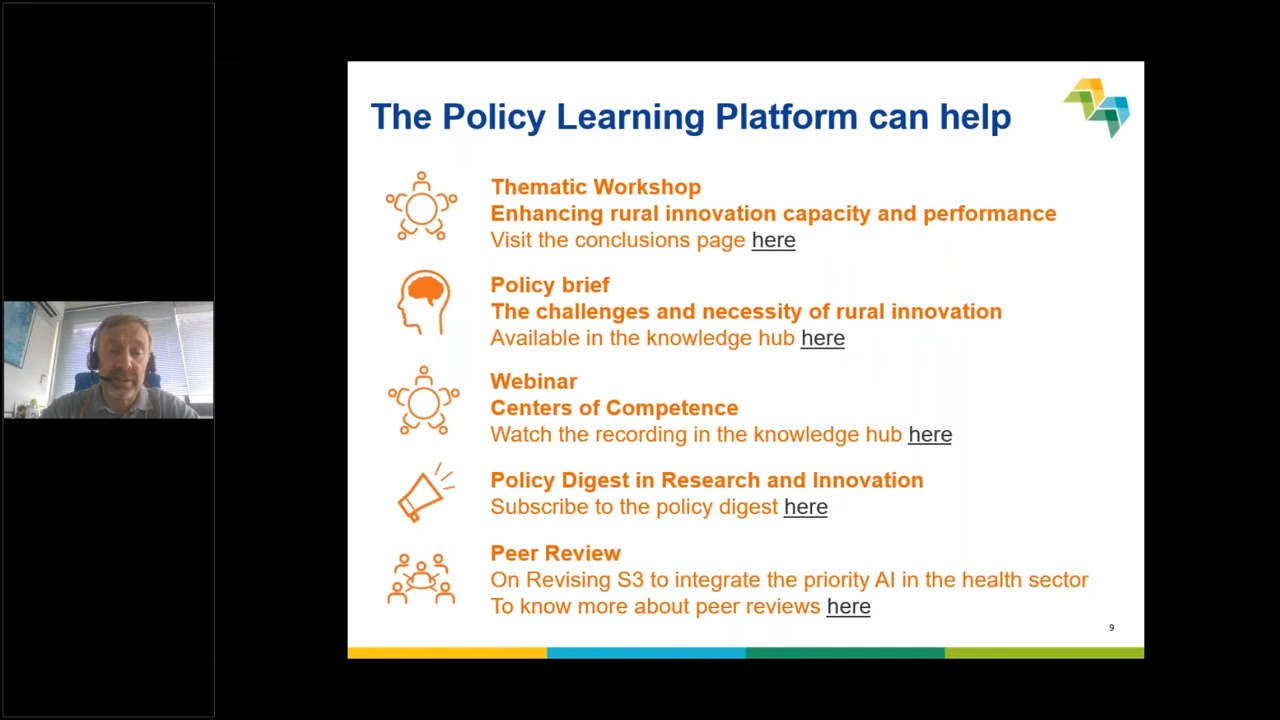 The Policy Learning Platform can help
Thematic Workshop
Enhancing rural innovation capacity and performance
Visit the conclusions page here
Policy brief
The challenges and necessity of rural innovation
Available in the knowledge hub here
Webinar
Centers of Competence
Watch the recording in the knowledge hub here
Policy Digest in Research and Innovation
Subscribe to the policy digest here
Peer Review
On Revising S3 to integrate the priority AI in the health sector
To know more about peer reviews here
9